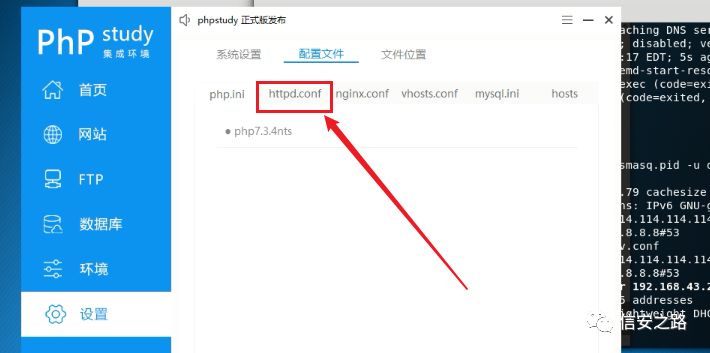 PhP study
集成环境
首页
网站
FTP
数据库
环境
设置
phpstudy 正式版发布
系统设置 配置文件 文件位置
php.ini httpd.conf nginx.conf vhosts.conf mysql.ini hosts
php7.3.4nts
aching DNS ser
; disabled; ve
:17 EDT; 5s ag
emd-start-reso
exec (code=exi
(code=exited,
smasq.pid -u d
.79 cachesize
ns: IPv6 GNU-g
14.114.114.114
.8.8.8#53
v.conf
14.114.114.114
.8.8.8#53
r 192.168.43.2
5 addresses
ightweight DHC
信安之路